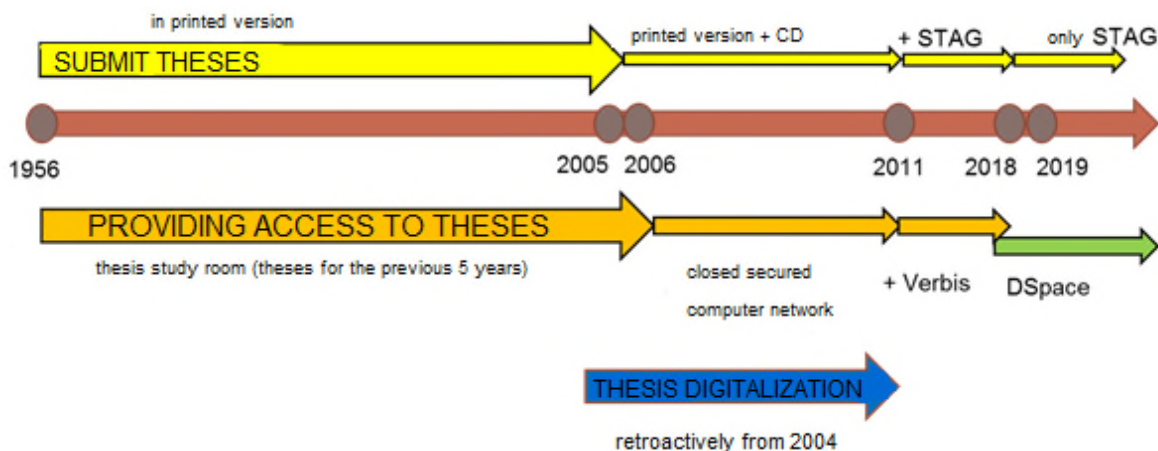 in printed version
printed version + CD
+ STAG
only STAG
SUBMIT THESES
1956
2005
2006
2011
2018
2019
PROVIDING ACCESS TO THESES
thesis study room (theses for the previous 5 years)
closed secured
computer network
+ Verbis
DSpace
THESIS DIGITALIZATION
retroactively from 2004